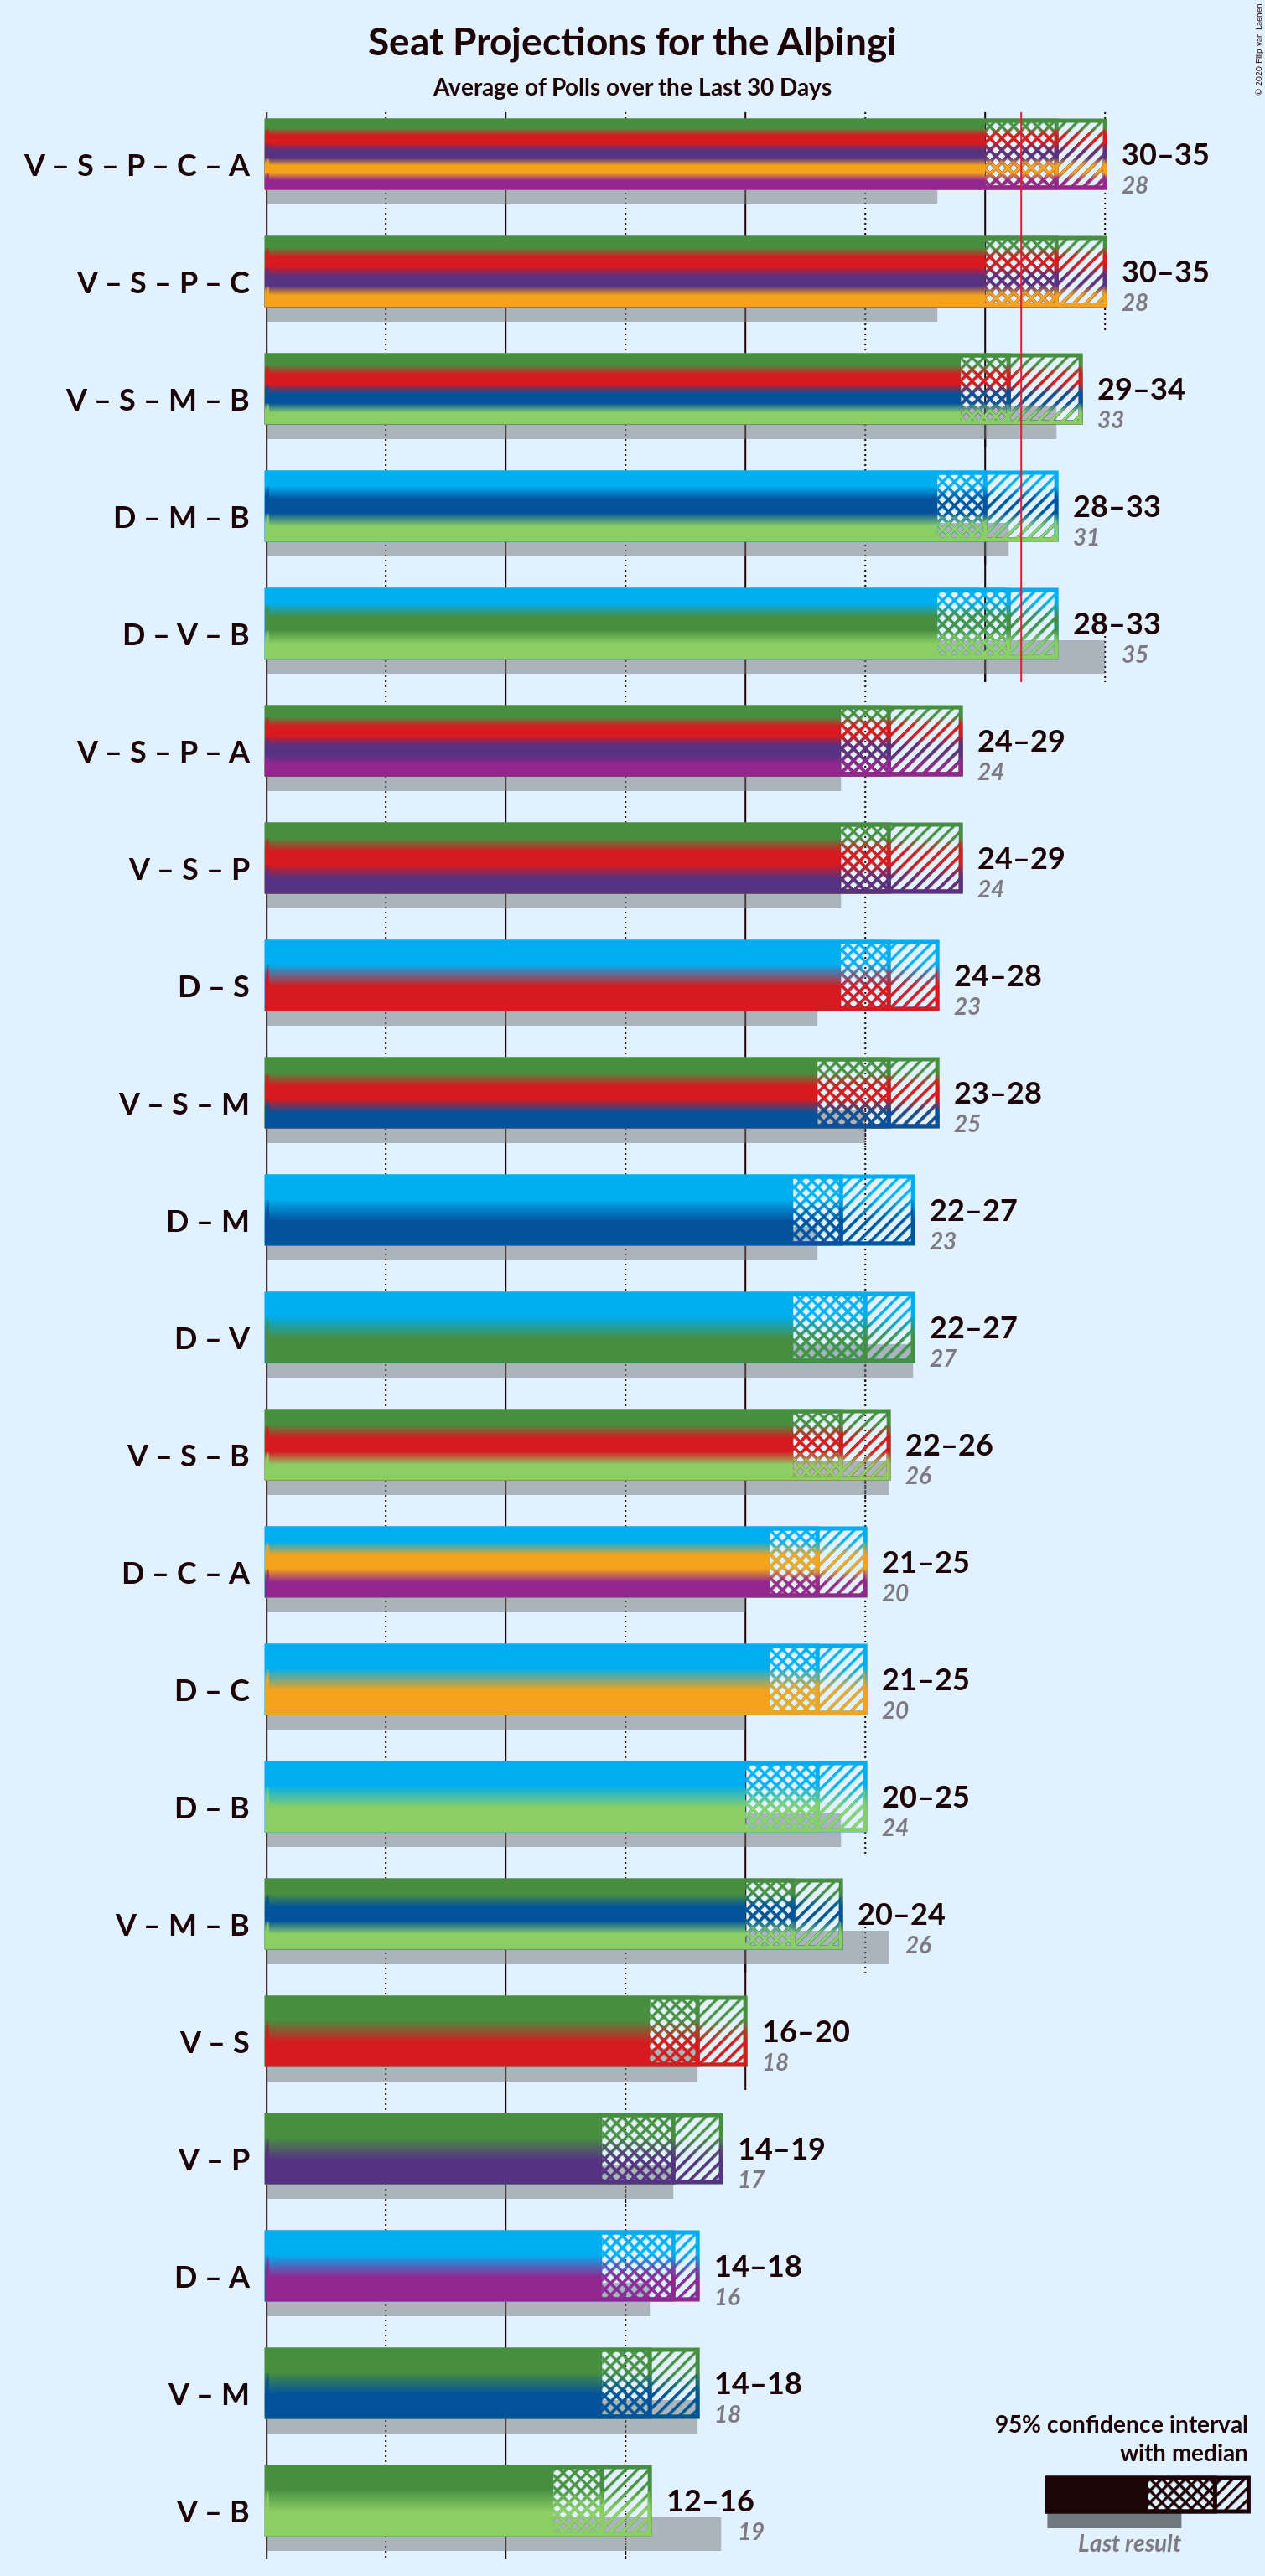 Seat Projections for the Alþingi
Average of Polls over the Last 30 Days
© 2020 Filip van Laenen
V – S – P – C – A
30–35
28
V – S – P – C
30–35
28
V – S – M – B
29–34
33
D – M – B
28–33
31
D – V – B
28–33
35
V – S – P – A
24–29
24
V – S – P
24–29
24
D – S
24–28
23
V – S – M
23–28
25
D – M
22–27
23
D – V
22–27
27
V – S – B
22–26
26
D – C – A
21–25
20
D – C
21–25
20
D – B
20–25
24
V – M – B
20–24
26
V – S
16–20
18
V – P
14–19
17
D – A
14–18
16
V – M
14–18
18
V – B
12–16
19
95% confidence interval
with median
Last result